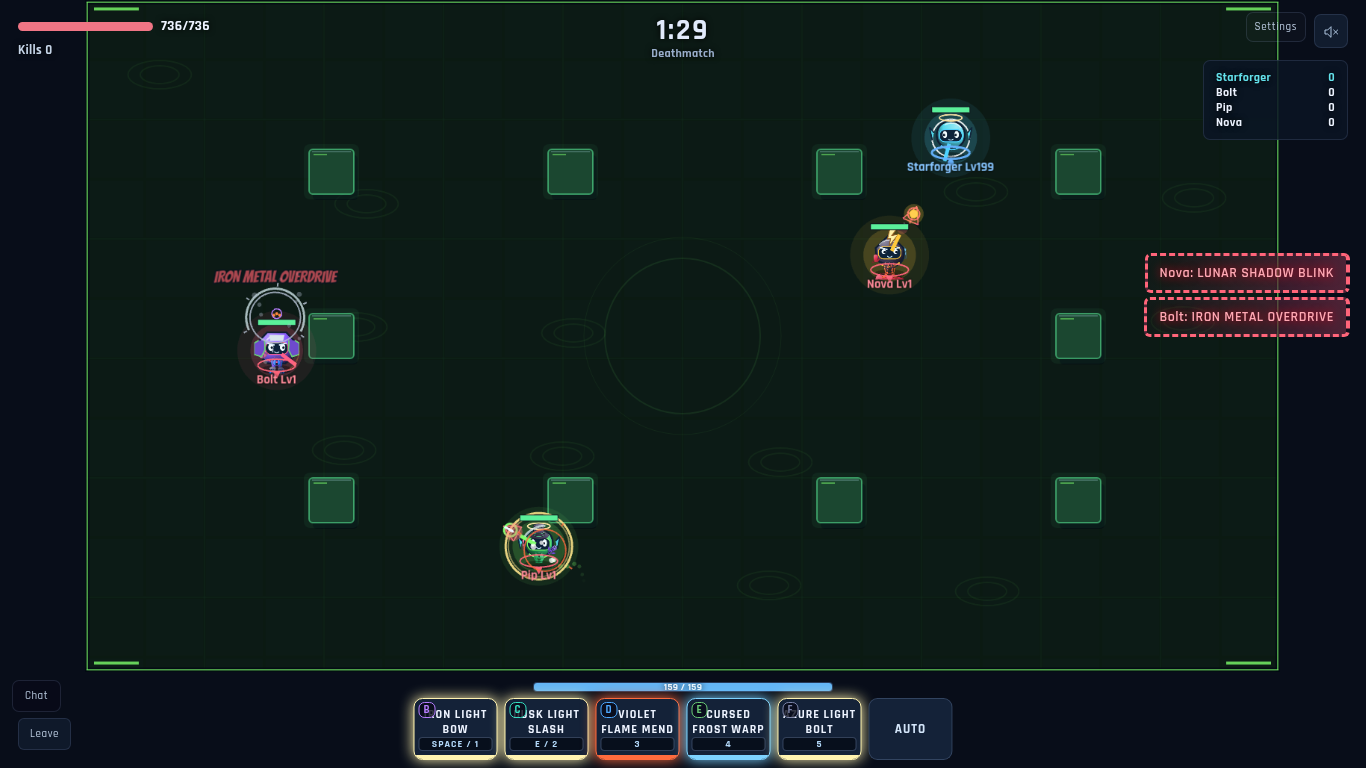 736/736
Kills 0
1:29
Deathmatch
Settings
Starforger 0
Bolt 0
Pip 0
Nova 0
Starforger Lv199
Nova Lv1
Nova: LUNAR SHADOW BLINK
Bolt: IRON METAL OVERDRIVE
IRON METAL OVERDRIVE
Bolt Lv1
Pip Lv1
Chat
Leave
159 / 159
B
LIGHT
BOW
SPACE / 1
C
LIGHT
SLASH
E / 2
D
VIOLET
FLAME MEND
3
E
CURSED
FROST WARP
4
F
LIGHT
BOLT
5
AUTO